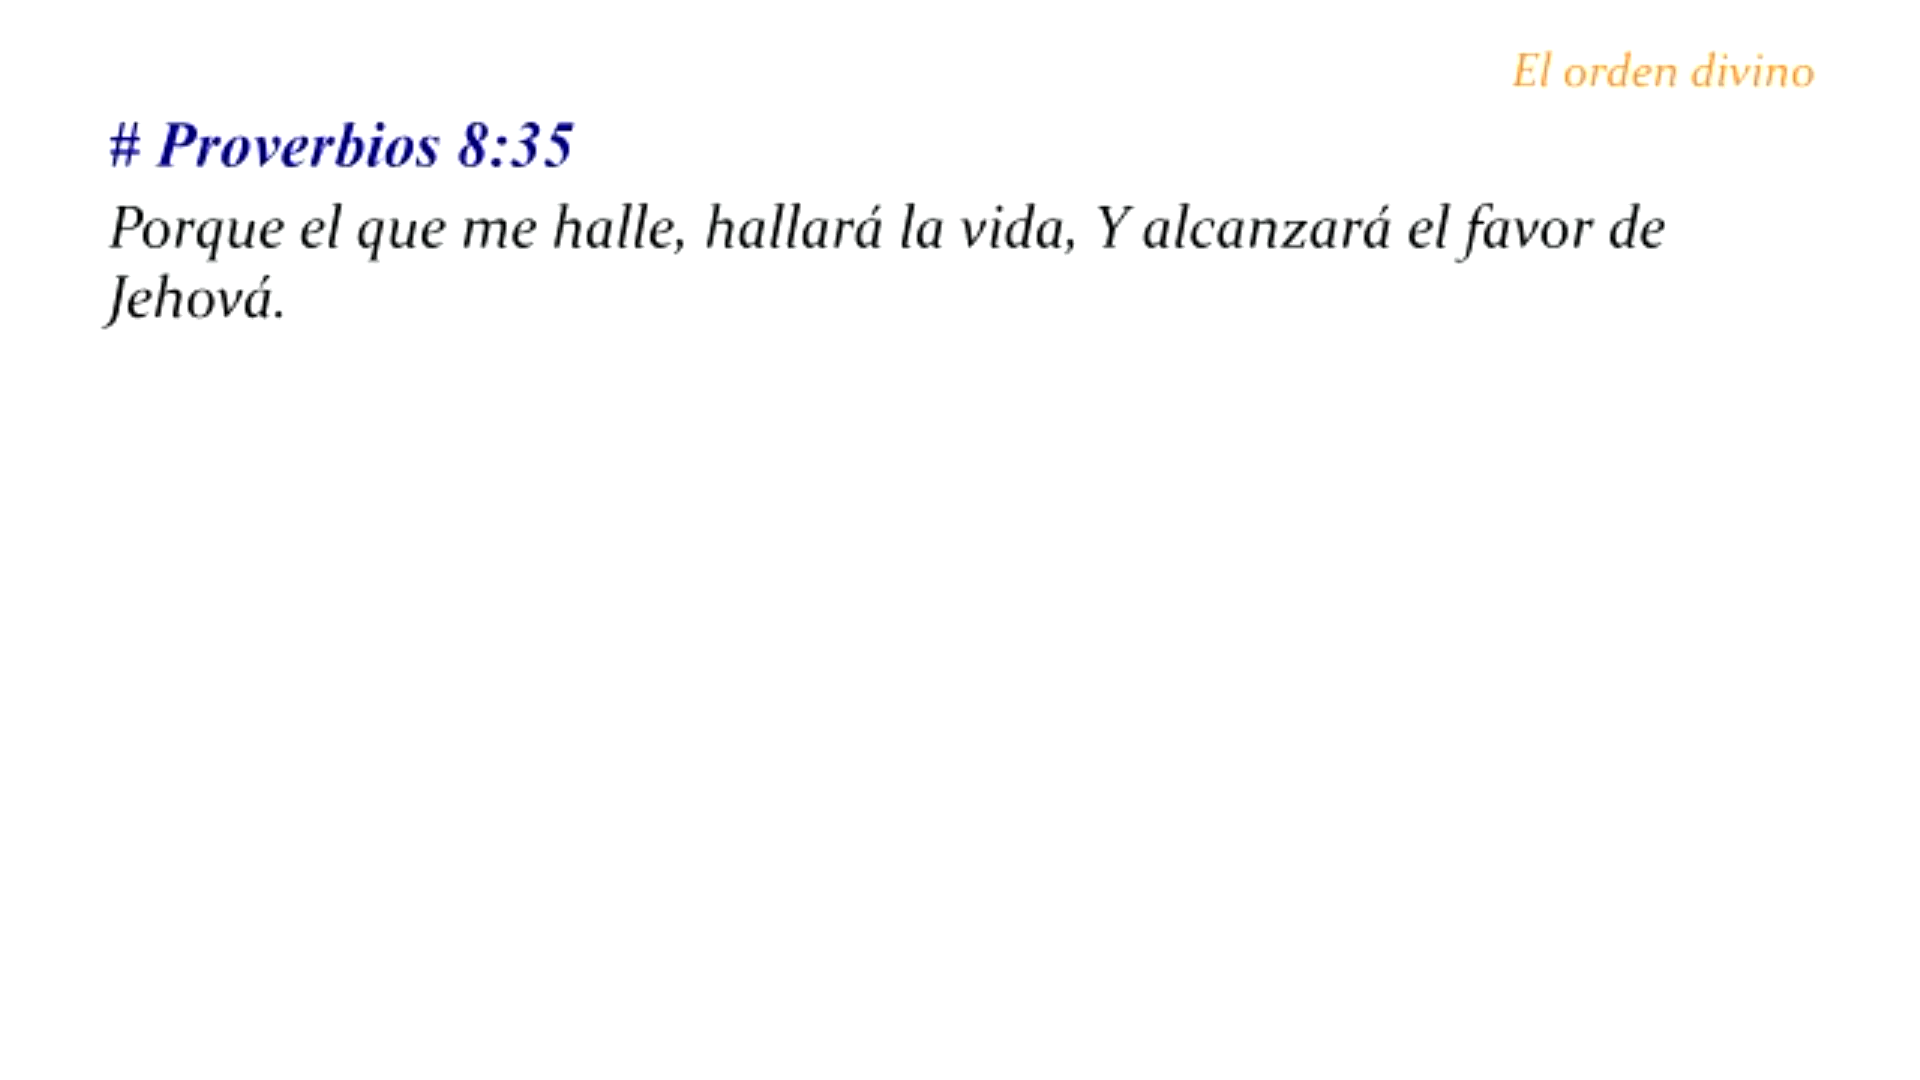 El orden divino
# Proverbios 8:35
Porque el que me halle, hallará la vida, Y alcanzará el favor de
Jehová.